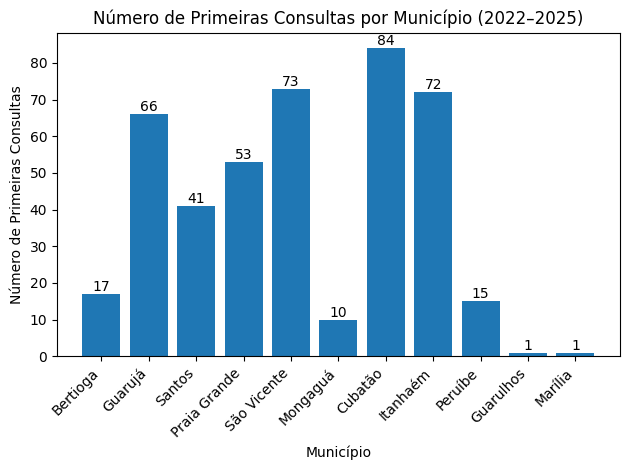 Número de Primeiras Consultas por Município (2022–2025)
Número de Primeiras Consultas
80
70
60
50
40
30
20
10
0
17
66
41
53
73
10
84
72
15
1
1
Bertioga
Guarujá
Santos
Praia Grande
São Vicente
Mongaguá
Cubatão
Itanhaém
Peruíbe
Guarulhos
Marília
Município